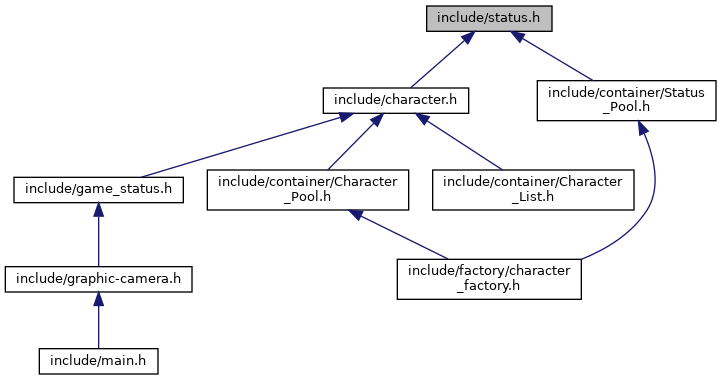 include/status.h
include/character.h
include/container/Status
_Pool.h
include/game_status.h
include/container/Character
_Pool.h
include/container/Character
_List.h
include/graphic-camera.h
include/factory/character
_factory.h
include/main.h